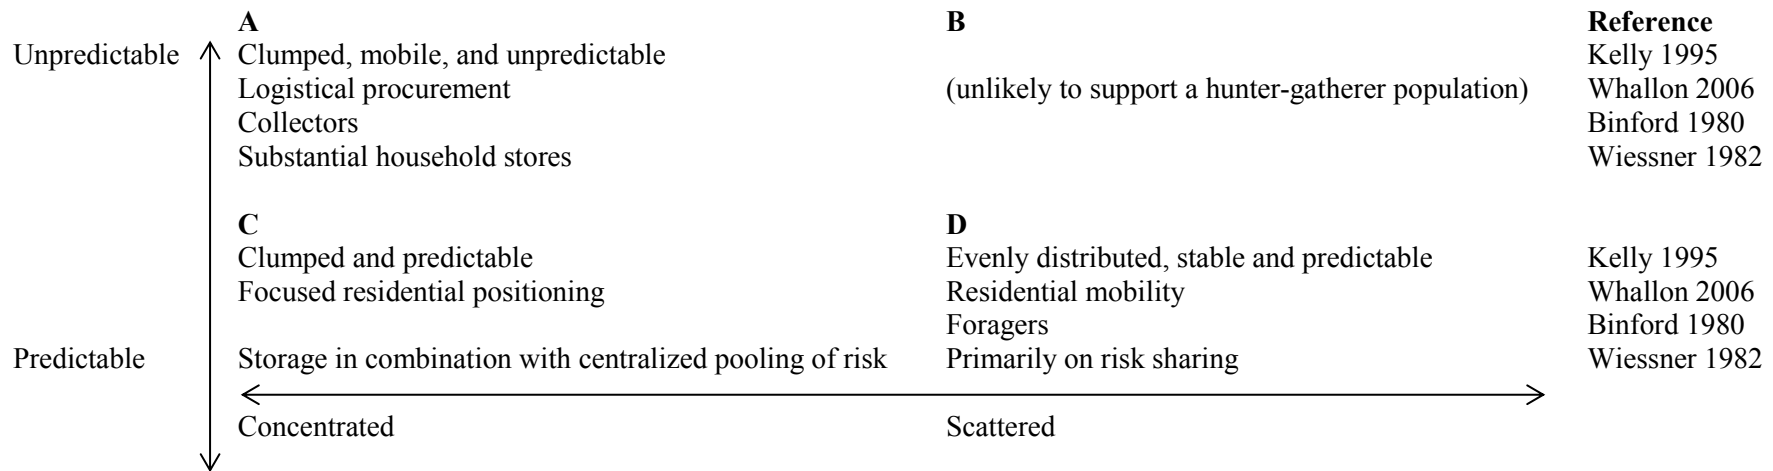 A B Reference
Unpredictable Clumped, mobile, and unpredictable Kelly 1995
Logistical procurement (unlikely to support a hunter-gatherer population) Whallon 2006
Collectors Binford 1980
Substantial household stores Wiessner 1982
C D
Clumped and predictable Evenly distributed, stable and predictable Kelly 1995
Focused residential positioning Residential mobility Whallon 2006
Foragers Binford 1980
Predictable Storage in combination with centralized pooling of risk Primarily on risk sharing Wiessner 1982
Concentrated Scattered